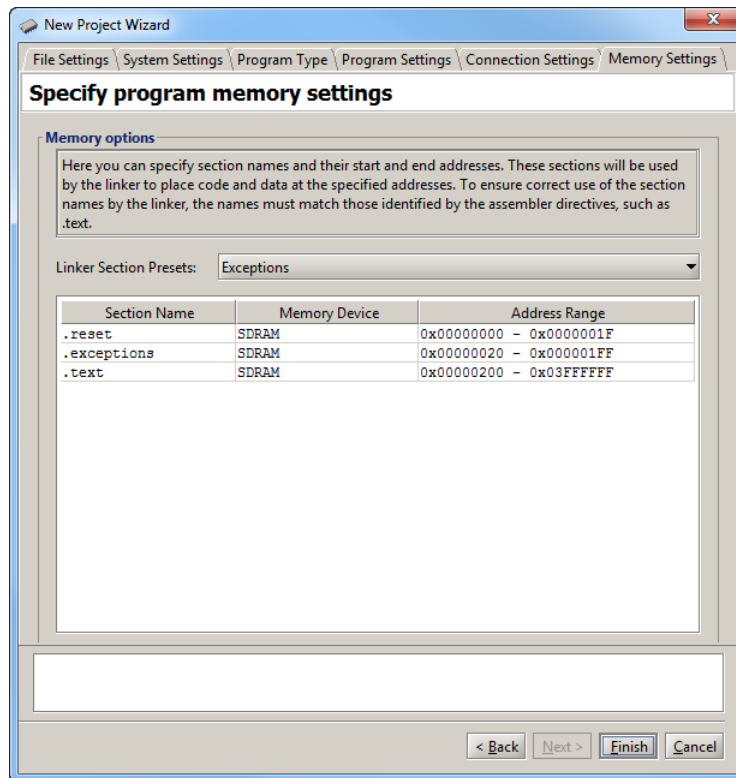 New Project Wizard
File Settings System Settings Program Type Program Settings Connection Settings Memory Settings
Specify program memory settings
Memory options
Here you can specify section names and their start and end addresses. These sections will be used
by the linker to place code and data at the specified addresses. To ensure correct use of the section
names by the linker, the names must match those identified by the assembler directives, such as
.text.
Linker Section Presets: Exceptions
Section Name Memory Device Address Range
.reset SDRAM 0x00000000 - 0x0000001F
.exceptions SDRAM 0x00000020 - 0x000001FF
.text SDRAM 0x00000200 - 0x03FFFFFF
< Back Next > Finish Cancel